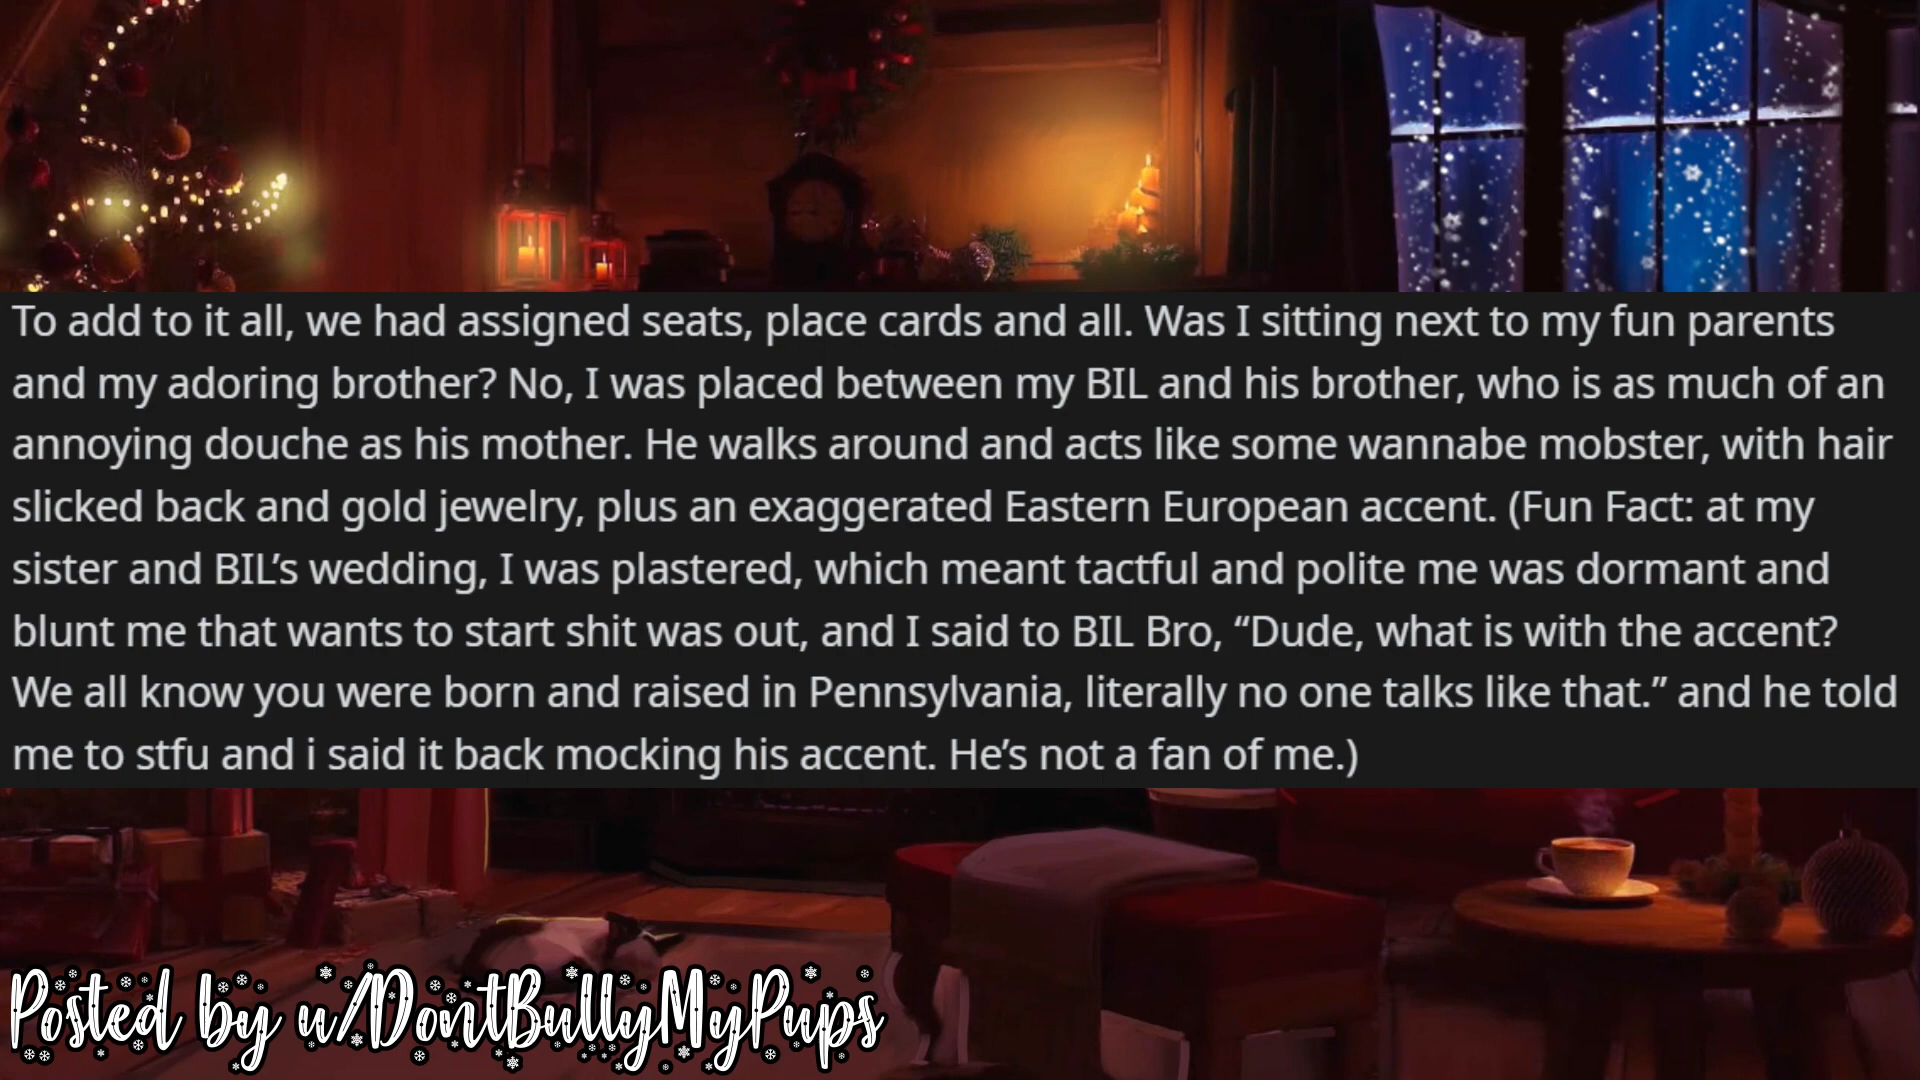 To add to it all, we had assigned seats, place cards and all. Was I sitting next to my fun parents
and my adoring brother? No, I was placed between my BIL and his brother, who is as much of an
annoying douche as his mother. He walks around and acts like some wannabe mobster, with hair
slicked back and gold jewelry, plus an exaggerated Eastern European accent. (Fun Fact: at my
sister and BIL’s wedding, I was plastered, which meant tactful and polite me was dormant and
blunt me that wants to start shit was out, and I said to BIL Bro, “Dude, what is with the accent?
We all know you were born and raised in Pennsylvania, literally no one talks like that.” and he told
me to stfu and i said it back mocking his accent. He’s not a fan of me.)
Posted by u/DontBullyMyPups